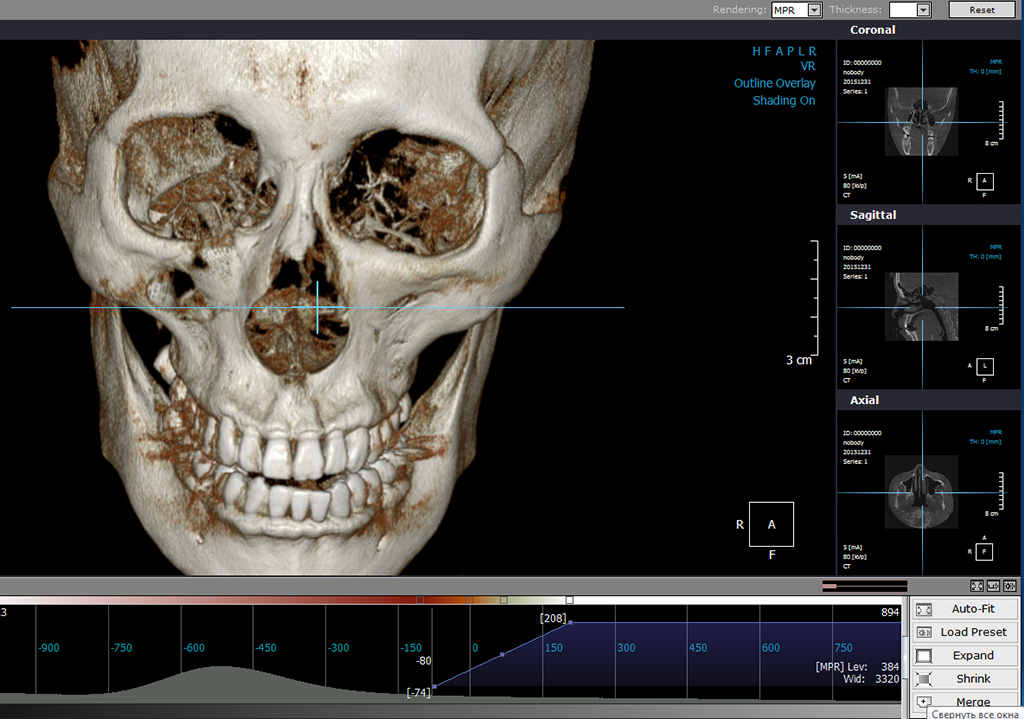 Rendering: MPR Thickness: Reset
Coronal
H F A P L R
VR
Outline Overlay
Shading On
ID: 00000000
nobody
20151231
Series: 1
MPR
TH: 0 [mm]
8 cm
S [mA]
80 [kVp]
CT
R A
F
Sagittal
ID: 00000000
nobody
20151231
Series: 1
MPR
TH: 0 [mm]
8 cm
S [mA]
80 [kVp]
CT
A L
F
3 cm
Axial
ID: 00000000
nobody
20151231
Series: 1
MPR
TH: 0 [mm]
8 cm
S [mA]
80 [kVp]
CT
A
R F
R A
F
3 [208] 894
-900 -750 -600 -450 -300 -150 0 150 300 450 600 750
-80
[-74]
[MPR] Lev: 384
Wid: 3320
Auto-Fit
Load Preset
Expand
Shrink
Merge
Свернуть все окна